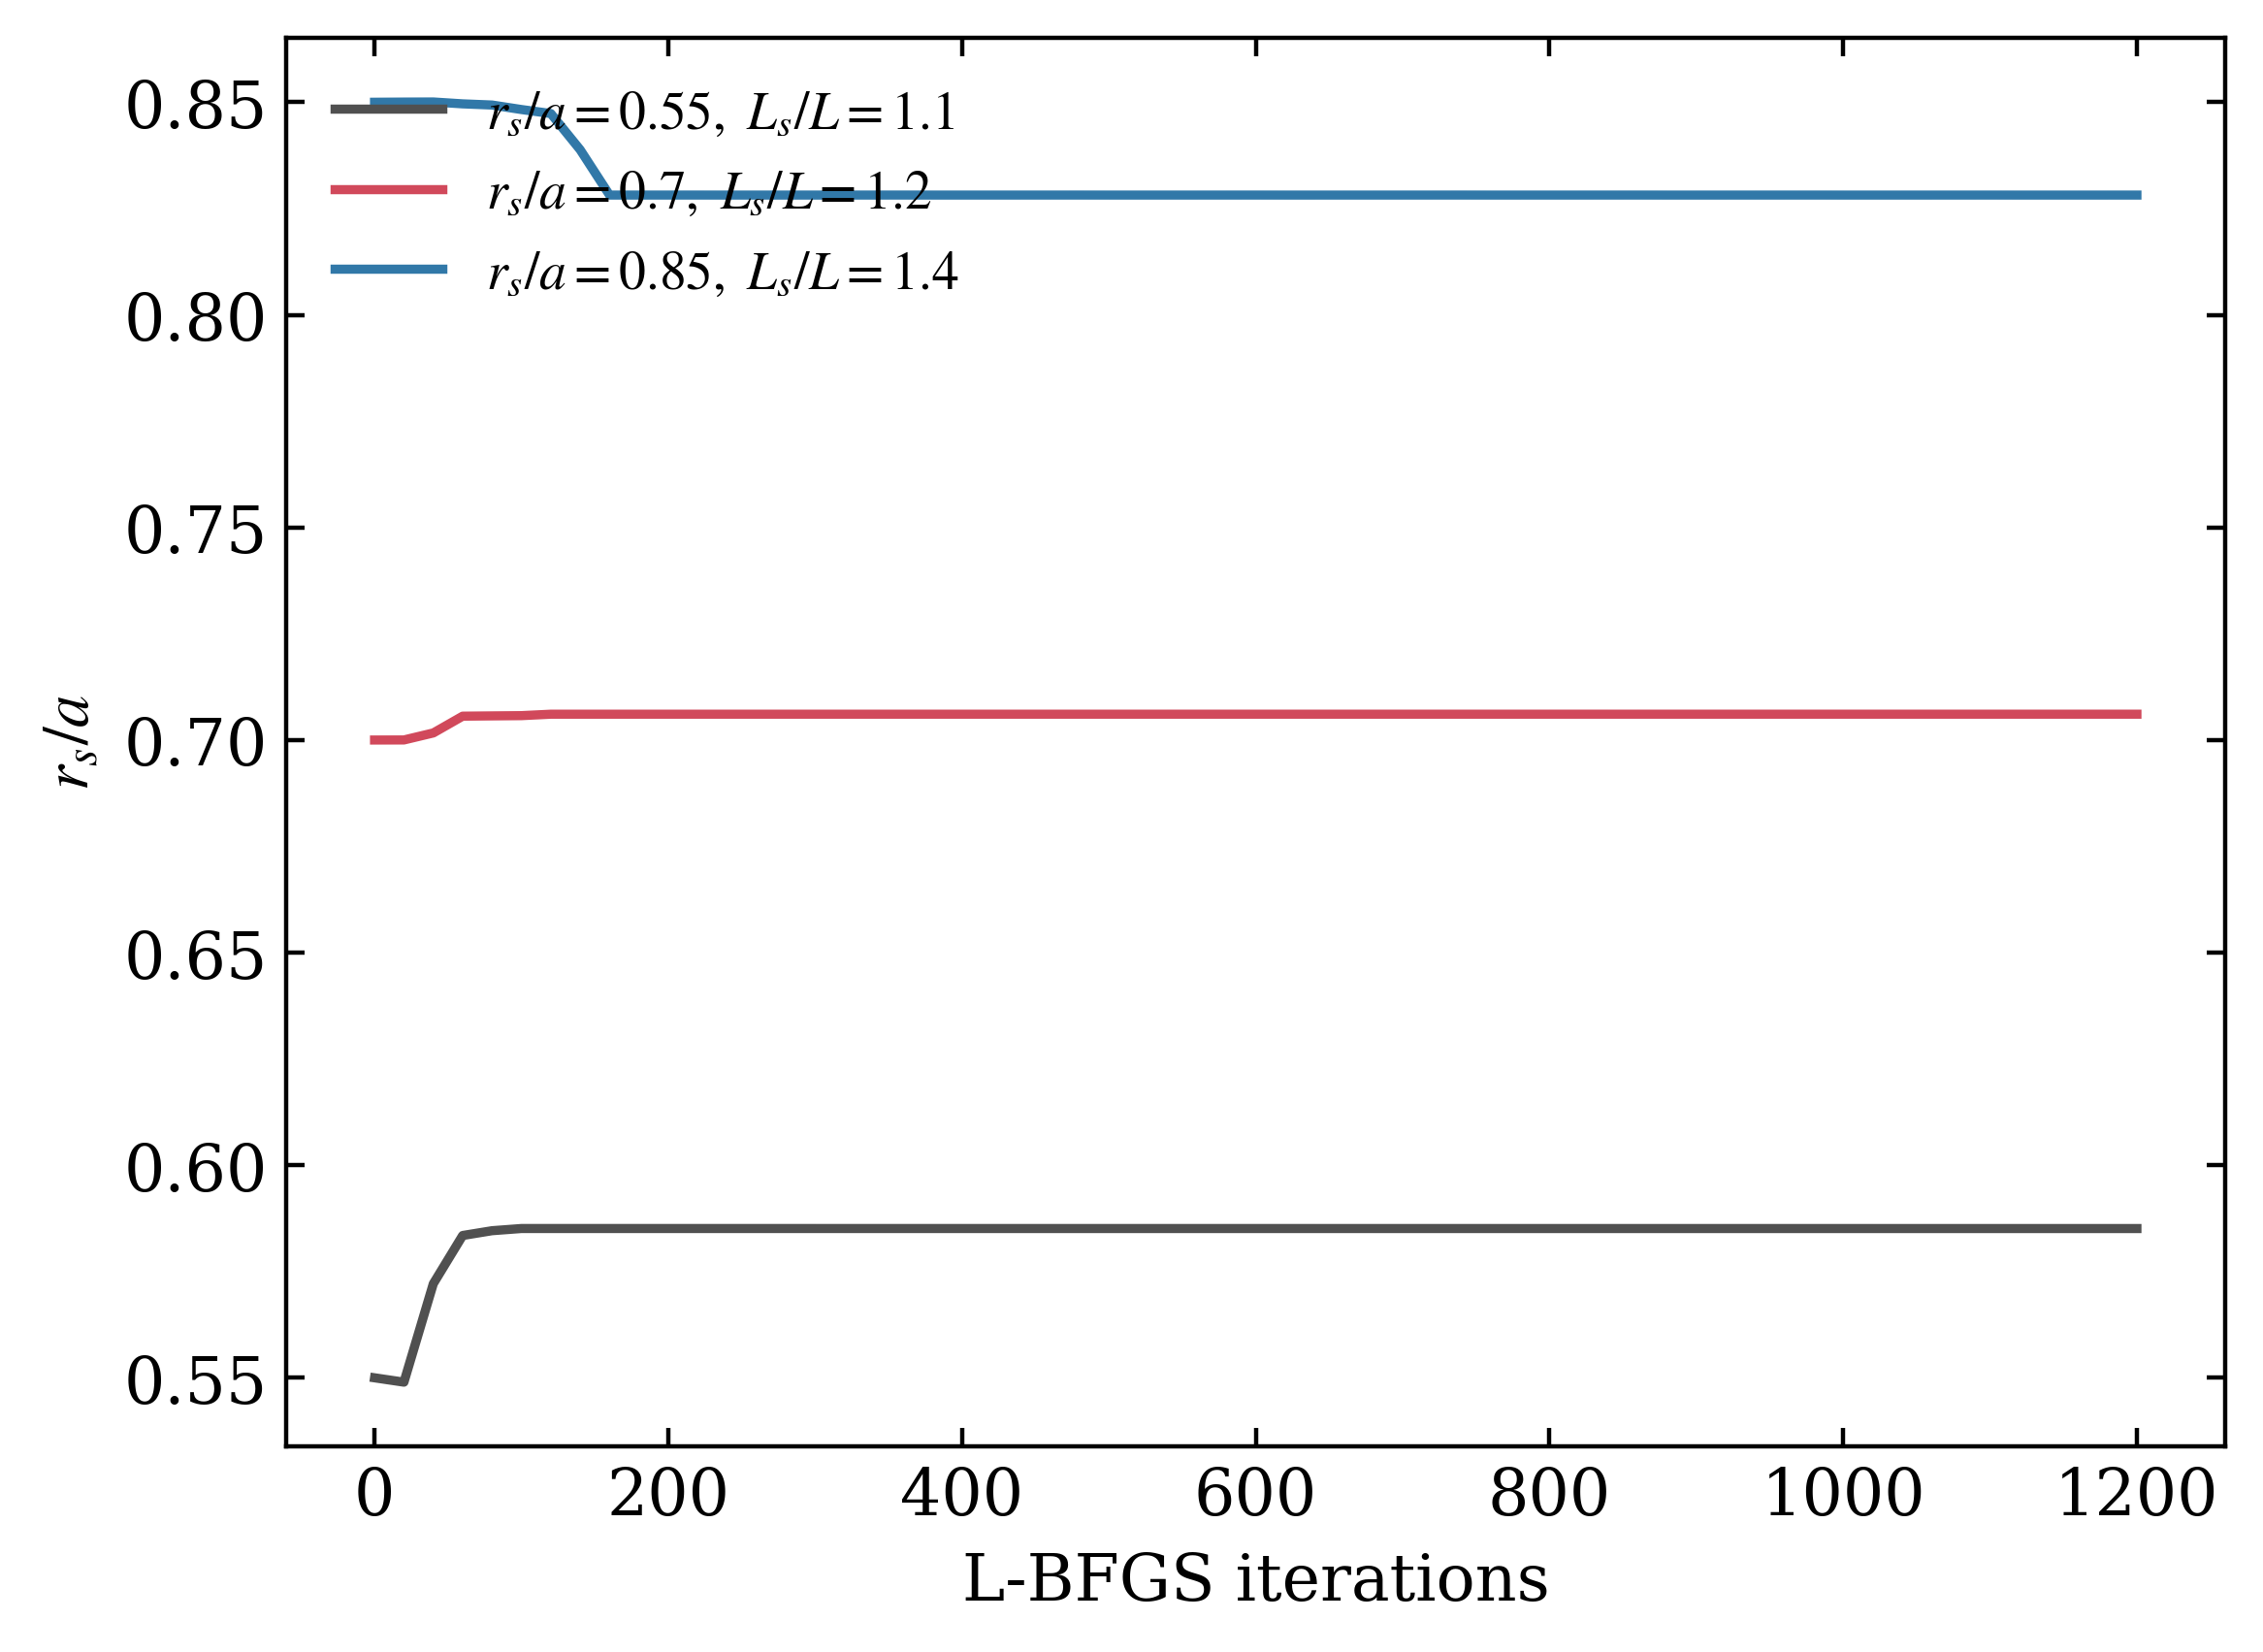 0.85
0.80
0.75
0.70
0.65
0.60
0.55
r_s/a
r_s/a = 0.55, L_s/L = 1.1
r_s/a = 0.7, L_s/L = 1.2
r_s/a = 0.85, L_s/L = 1.4
0 200 400 600 800 1000 1200
L-BFGS iterations